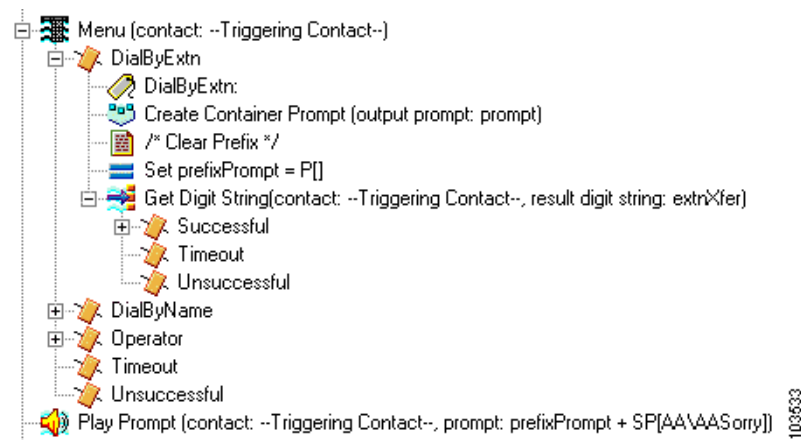 Menu (contact: --Triggering Contact--)
DialByExtn
DialByExtn:
Create Container Prompt (output prompt: prompt)
/* Clear Prefix */
Set prefixPrompt = P[]
Get Digit String(contact: --Triggering Contact--, result digit string: extnXfer)
Successful
Timeout
Unsuccessful
DialByName
Operator
Timeout
Unsuccessful
Play Prompt (contact: --Triggering Contact--, prompt: prefixPrompt + SP[AA\AASorry])
103533